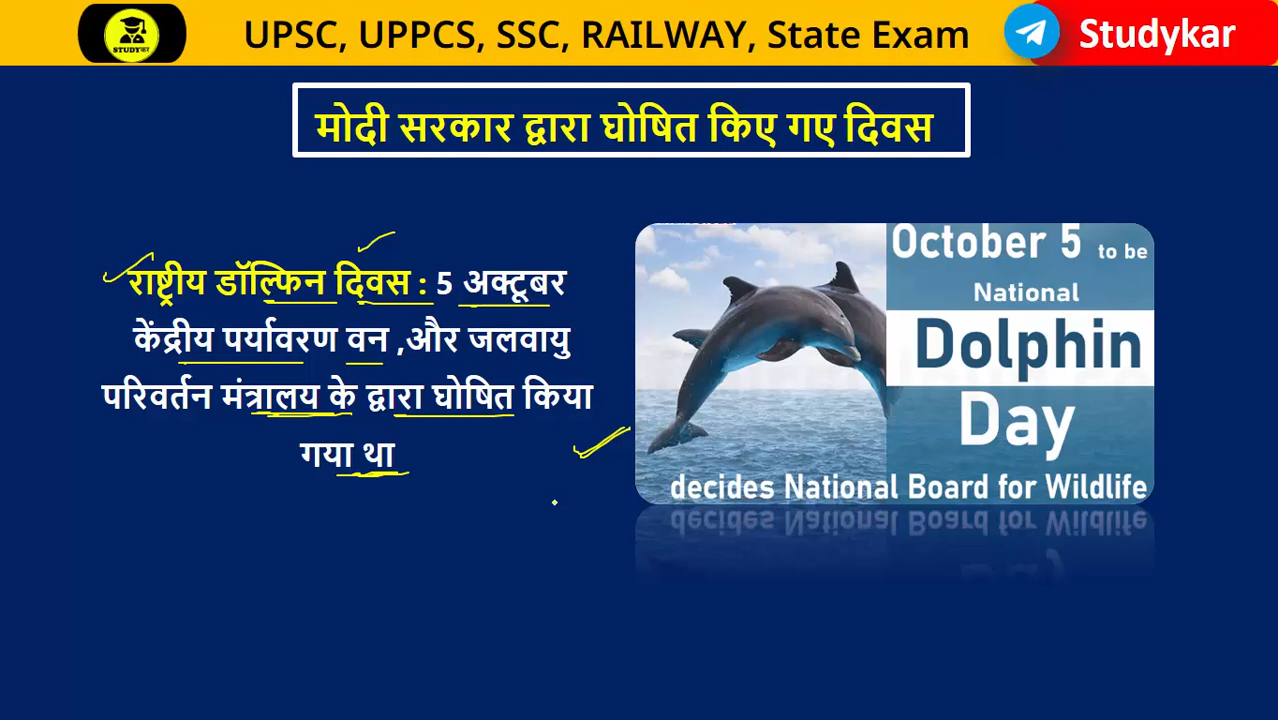 STUDYकर
UPSC, UPPCS, SSC, RAILWAY, State Exam
Studykar
मोदी सरकार द्वारा घोषित किए गए दिवस
राष्ट्रीय डॉल्फिन दिवस : 5 अक्टूबर
केंद्रीय पर्यावरण वन ,और जलवायु
परिवर्तन मंत्रालय के द्वारा घोषित किया
गया था
October 5 to be
National
Dolphin
Day
decides National Board for Wildlife